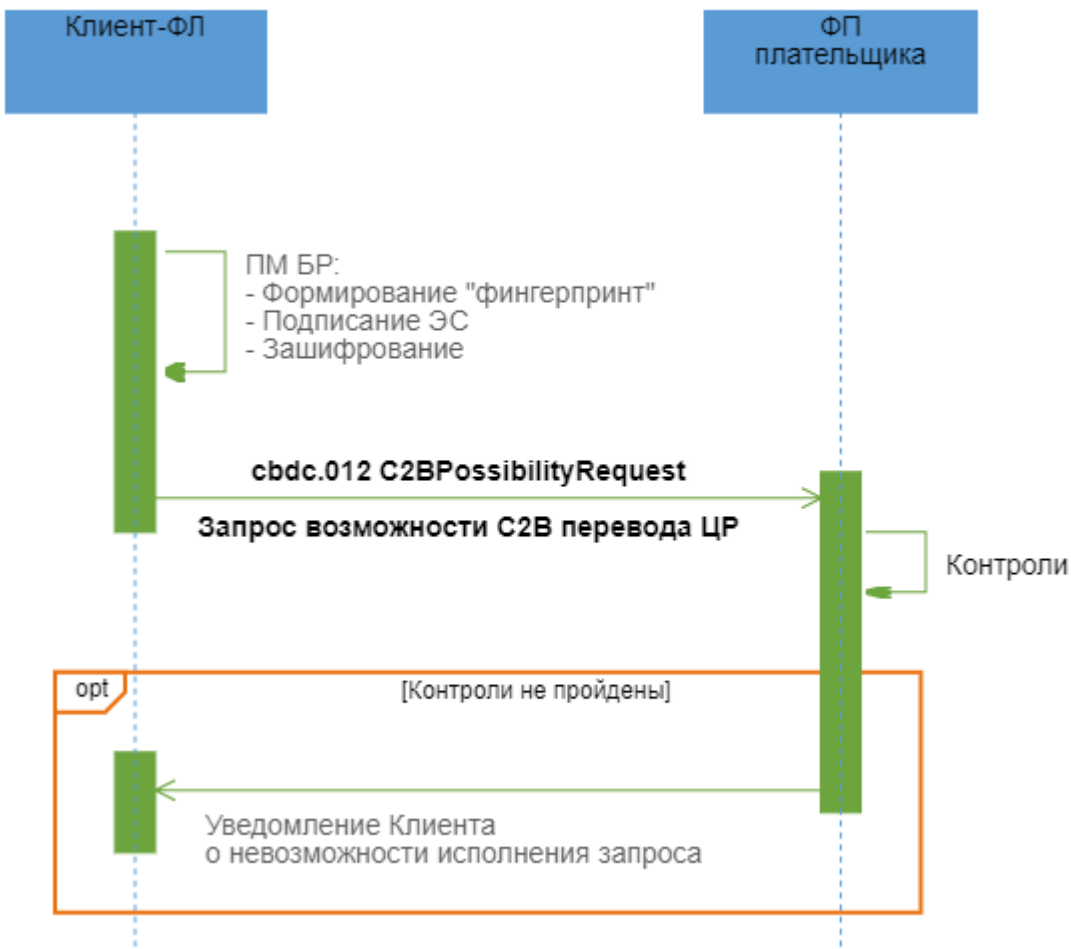 Клиент-ФЛ
ФП
плательщика
ПМ БР:
- Формирование "фингерпринт"
- Подписание ЭС
- Зашифрование
cbdc.012 C2BPossibilityRequest
Запрос возможности С2В перевода ЦР
Контроли
opt
[Контроли не пройдены]
Уведомление Клиента
о невозможности исполнения запроса